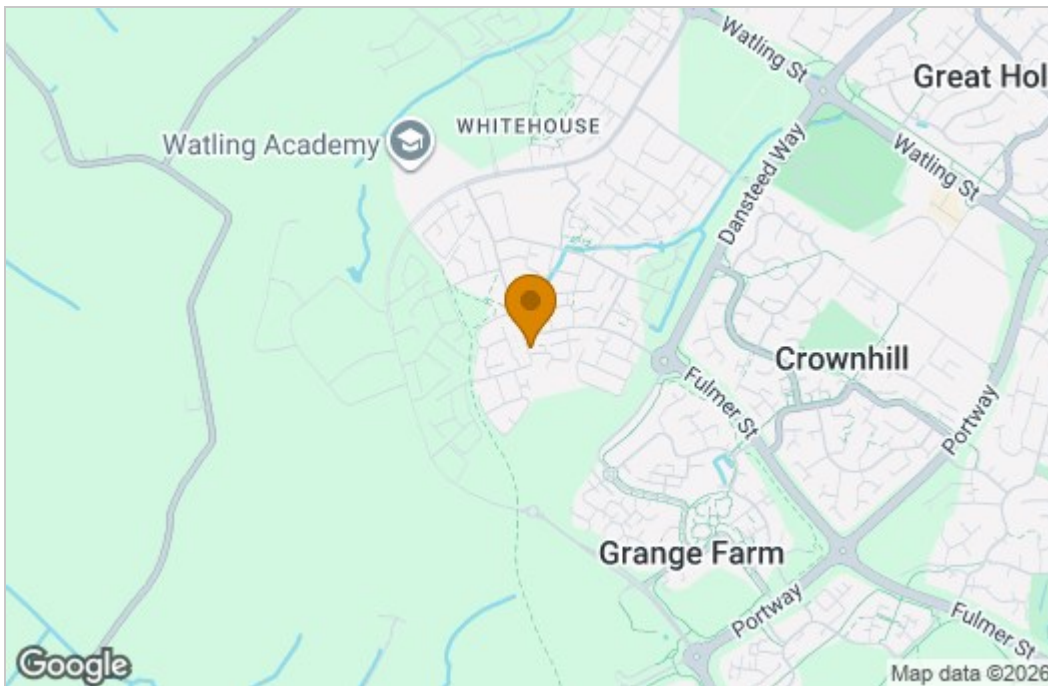 Watling St
Great Hol
WHITEHOUSE
Watling Academy
Watling St
Dansteed Way
Crownhill
Fulmer St
Portway
Grange Farm
Portway
Fulmer St
Google
Map data ©2026